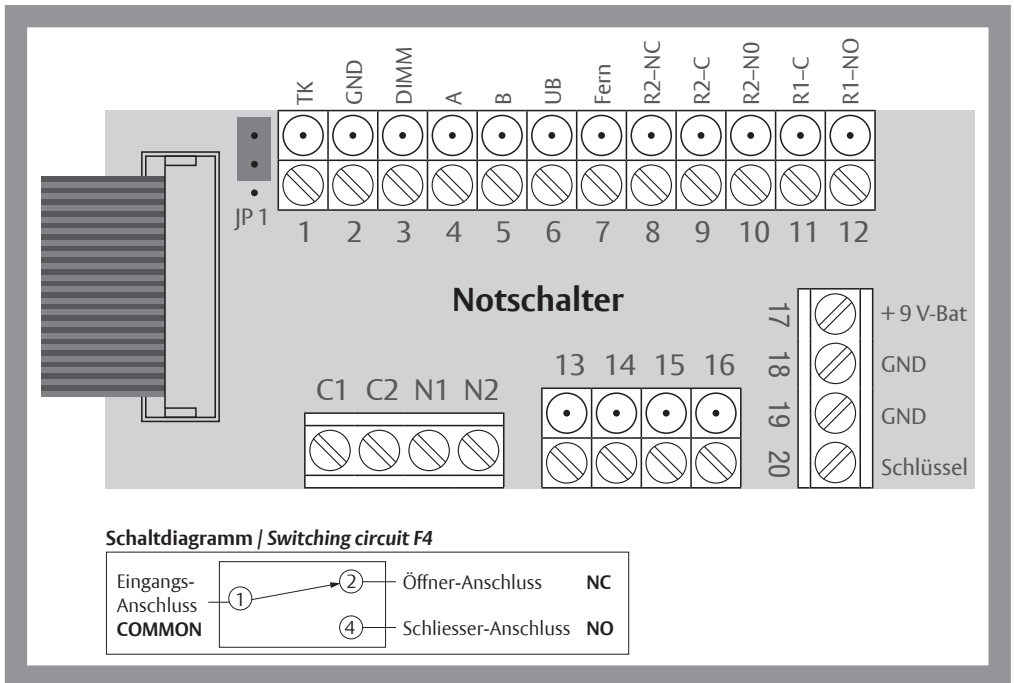 TK GND DIMM A B UB Fern R2–NC R2–C R2–N0 R1–C R1–NO
JP 1
1 2 3 4 5 6 7 8 9 10 11 12
Notschalter
C1 C2 N1 N2
13 14 15 16
17 + 9 V-Bat
18 GND
19 GND
20 Schlüssel
Schaltdiagramm / Switching circuit F4
Eingangs-
Anschluss
COMMON
1
2 Öffner-Anschluss NC
4 Schliesser-Anschluss NO